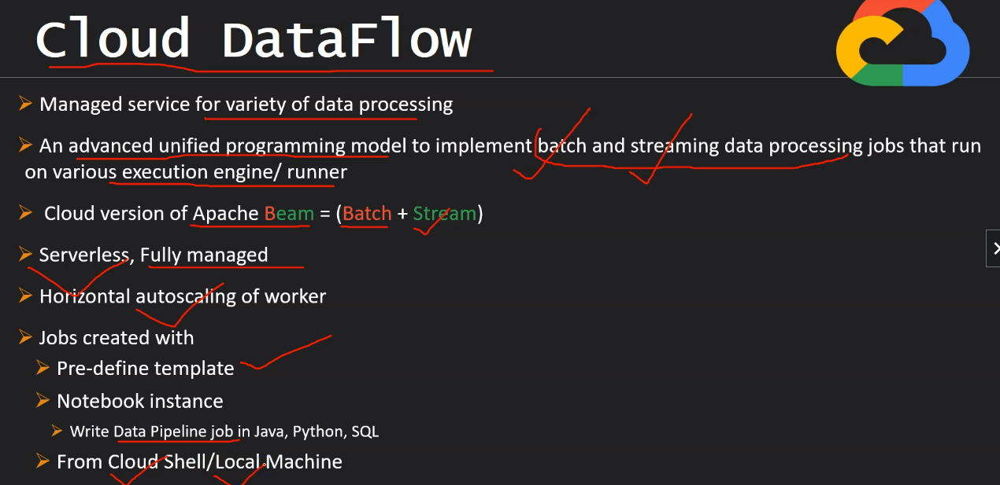 Cloud DataFlow
Managed service for variety of data processing
An advanced unified programming model to implement batch and streaming data processing jobs that run
on various execution engine/ runner
Cloud version of Apache Beam = (Batch + Stream)
Serverless, Fully managed
Horizontal autoscaling of worker
Jobs created with
Pre-define template
Notebook instance
Write Data Pipeline job in Java, Python, SQL
From Cloud Shell/Local Machine